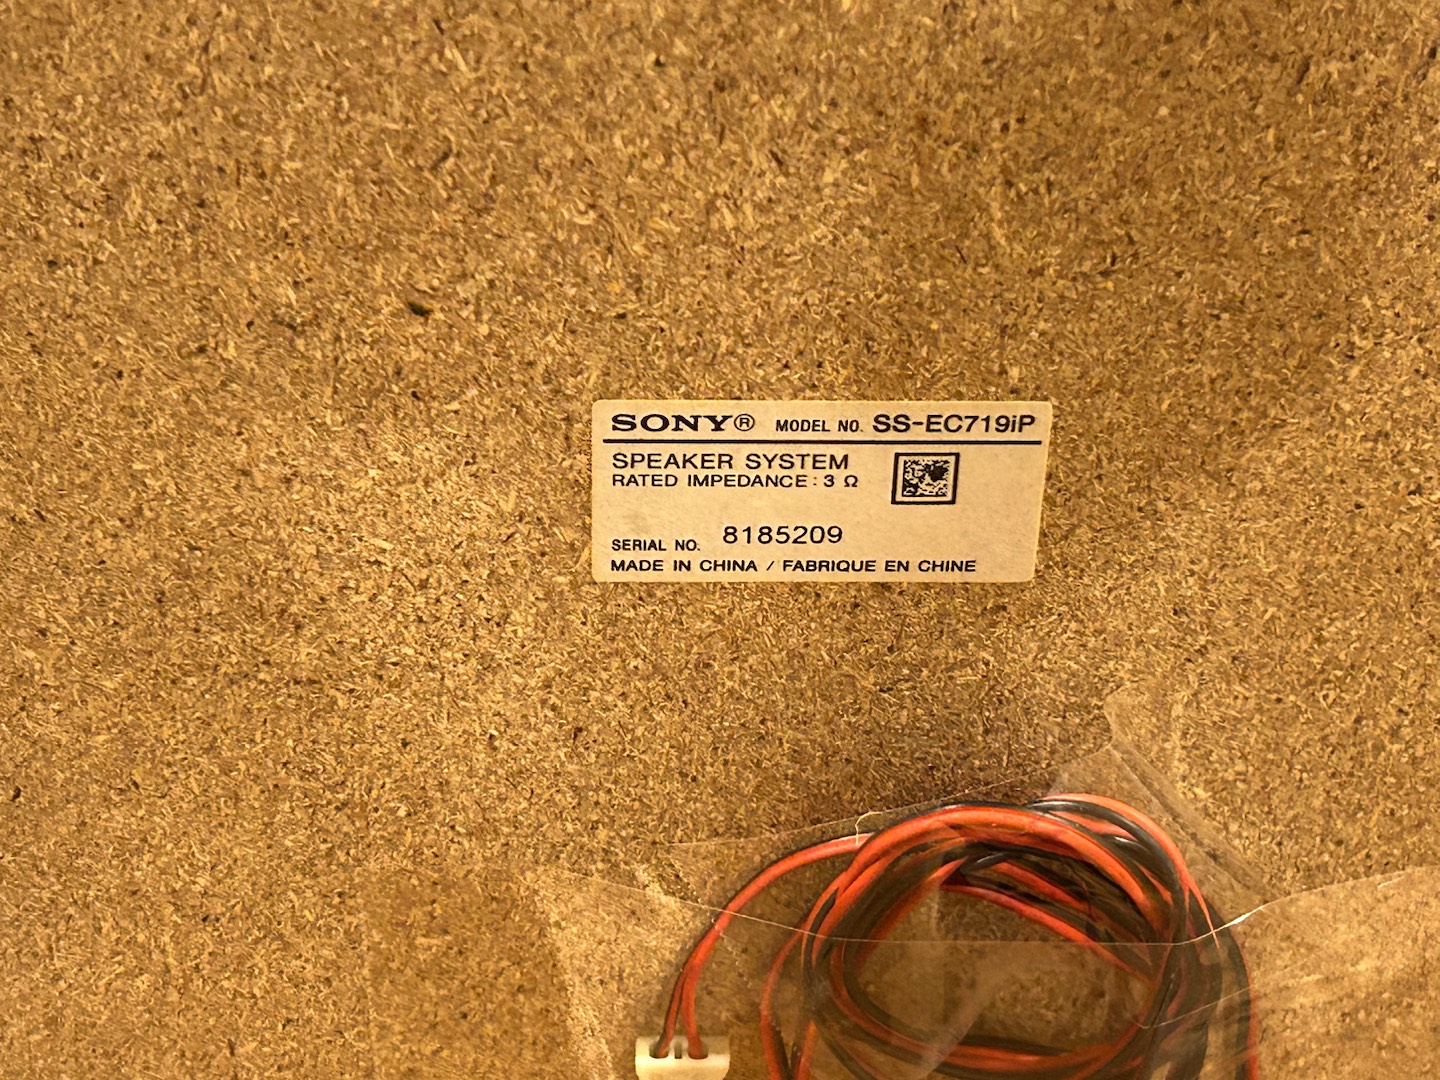 SONY® MODEL NO. SS-EC719iP
SPEAKER SYSTEM
RATED IMPEDANCE : 3 Ω
SERIAL NO. 8185209
MADE IN CHINA / FABRIQUE EN CHINE